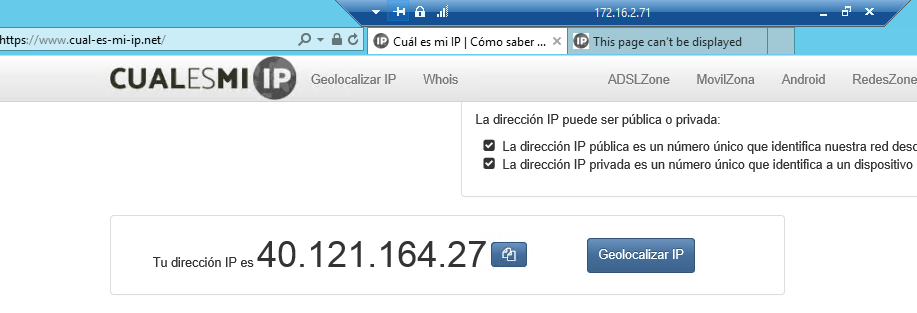 172.16.2.71
https://www.cual-es-mi-ip.net/
Cuál es mi IP | Cómo saber ...
This page can't be displayed
CUALESMI IP
Geolocalizar IP
Whois
ADSLZone
MovilZona
Android
RedesZone
La dirección IP puede ser pública o privada:
La dirección IP pública es un número único que identifica nuestra red
La dirección IP privada es un número único que identifica a un dispositivo
Tu dirección IP es 40.121.164.27
Geolocalizar IP